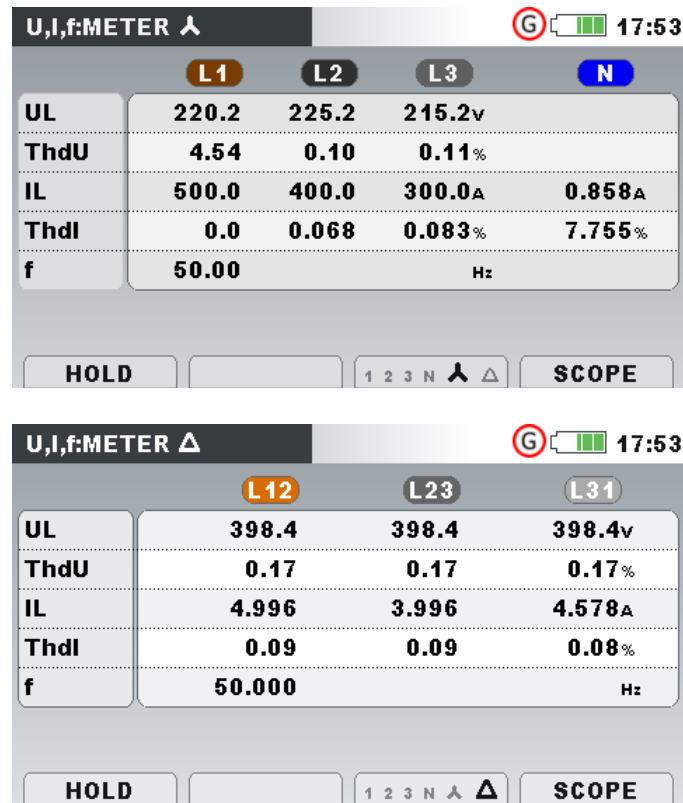 U,I,f:METER 人 G 17:53
L1 L2 L3 N
UL 220.2 225.2 215.2v
ThdU 4.54 0.10 0.11%
IL 500.0 400.0 300.0A 0.858A
ThdI 0.0 0.068 0.083% 7.755%
f 50.00 Hz
HOLD 1 2 3 N 人 Δ SCOPE
U,I,f:METER Δ G 17:53
L12 L23 L31
UL 398.4 398.4 398.4v
ThdU 0.17 0.17 0.17%
IL 4.996 3.996 4.578A
ThdI 0.09 0.09 0.08%
f 50.000 Hz
HOLD 1 2 3 N 人 Δ SCOPE